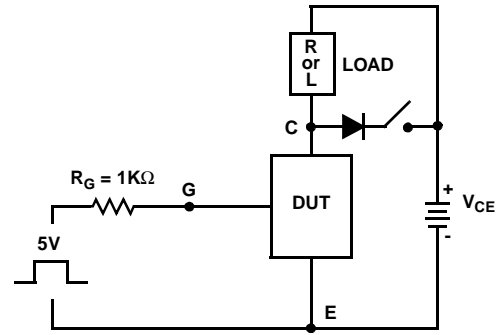 R
or
L
LOAD
C
R_G = 1KΩ
G
DUT
5V
+
V_CE
-
E